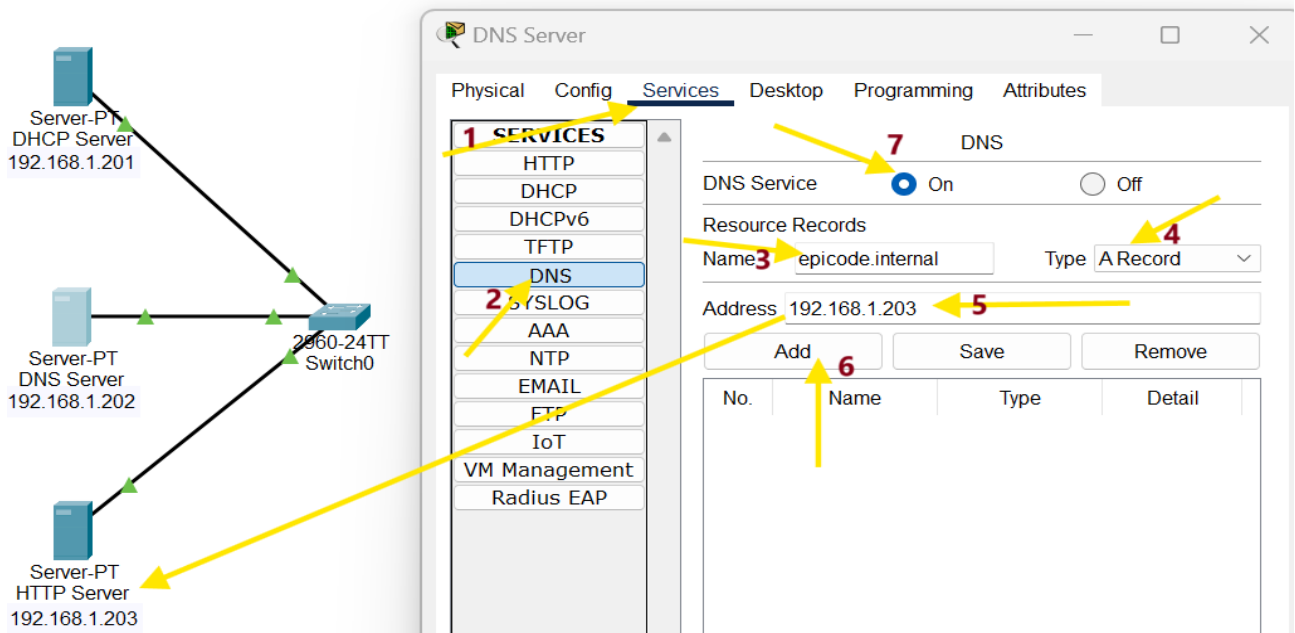 Server-PT
DHCP Server
192.168.1.201
Server-PT
DNS Server
192.168.1.202
2960-24TT
Switch0
Server-PT
HTTP Server
192.168.1.203
DNS Server
Physical Config Services Desktop Programming Attributes
1
SERVICES
HTTP
DHCP
DHCPv6
TFTP
DNS
2
SYSLOG
AAA
NTP
EMAIL
FTP
IoT
VM Management
Radius EAP
7 DNS
DNS Service On Off
Resource Records
4
Name 3 epicode.internal Type A Record
Address 192.168.1.203 5
Add Save Remove
6
No. Name Type Detail